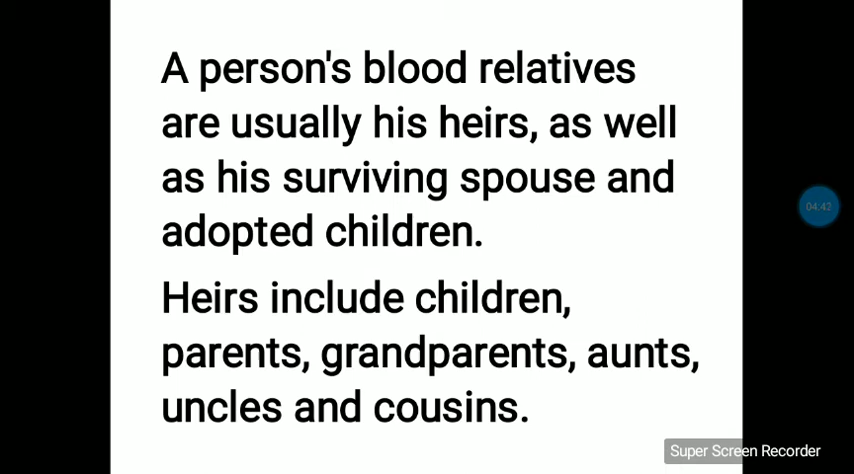 A person's blood relatives
are usually his heirs, as well
as his surviving spouse and
adopted children.
Heirs include children,
parents, grandparents, aunts,
uncles and cousins.
04:42
Super Screen Recorder